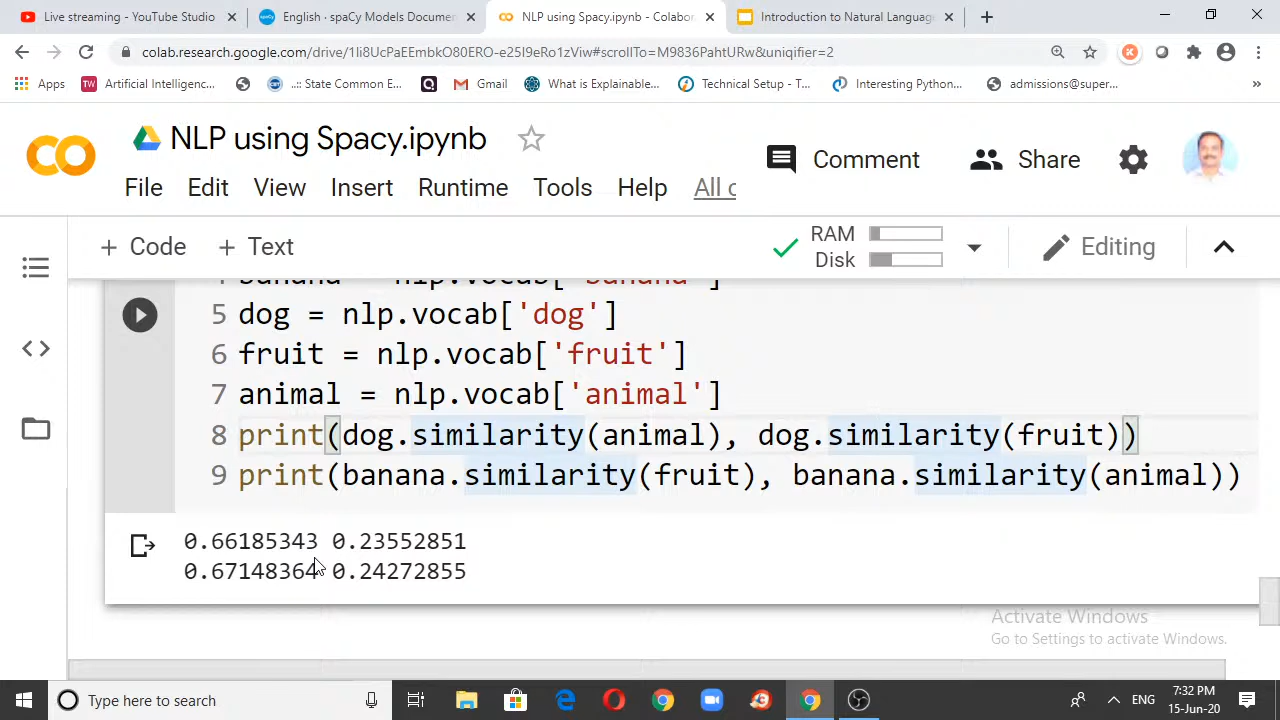 Live streaming - YouTube Studio
English · spaCy Models Documen
NLP using Spacy.ipynb - Colabor
Introduction to Natural Languag
colab.research.google.com/drive/1Ii8UcPaEEmbkO80ERO-e25I9eRo1zViw#scrollTo=M9836PahtURw&uniqifier=2
Apps
TW
Artificial Intelligenc...
..:: State Common E...
Gmail
What is Explainable...
Technical Setup - T...
Interesting Python...
admissions@super...
»
NLP using Spacy.ipynb
Comment
Share
File Edit View Insert Runtime Tools Help All c
+ Code + Text
RAM
Disk
Editing
5 dog = nlp.vocab['dog']
6 fruit = nlp.vocab['fruit']
7 animal = nlp.vocab['animal']
8 print(dog.similarity(animal), dog.similarity(fruit))
9 print(banana.similarity(fruit), banana.similarity(animal))
0.66185343 0.23552851
0.67148364 0.24272855
Activate Windows
Go to Settings to activate Windows.
Type here to search
ENG
7:32 PM
15-Jun-20